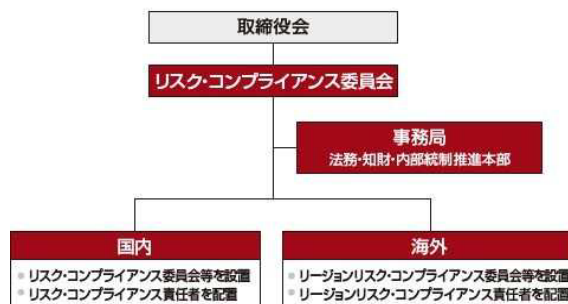 取締役会
リスク・コンプライアンス委員会
事務局
法務・知財・内部統制推進本部
国内
リスク・コンプライアンス委員会等を設置
リスク・コンプライアンス責任者を配置
海外
リージョンリスク・コンプライアンス委員会等を設置
リージョンリスク・コンプライアンス責任者を配置